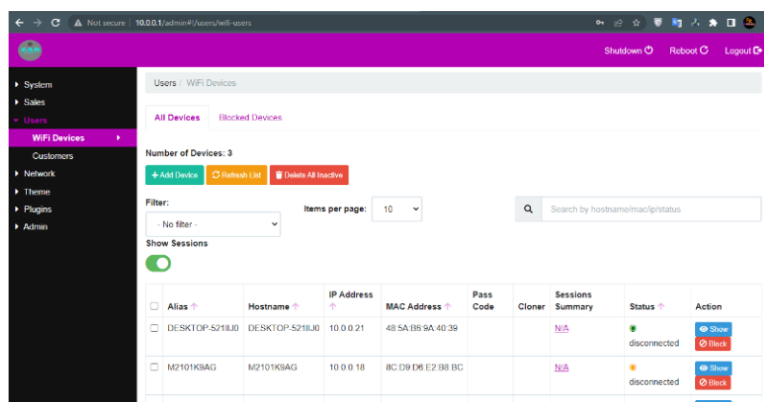 Not secure 10.0.0.1/admin#!/users/wifi-users
Shutdown Reboot Logout
System
Sales
Users
WiFi Devices
Customers
Network
Theme
Plugins
Admin
Users / WiFi Devices
All Devices Blocked Devices
Number of Devices: 3
+Add Device Refresh List Delete All Inactive
Filter:
- No filter -
Items per page: 10
Search by hostname/mac/ip/status
Show Sessions
Alias Hostname IP Address MAC Address Pass Code Cloner Sessions Summary Status Action
DESKTOP-521IIJ0 DESKTOP-521IIJ0 10.0.0.21 48:5A:B6:9A:40:39 N/A disconnected Show Block
M2101K9AG M2101K9AG 10.0.0.18 8C:D9:D6:E2:B8:BC N/A disconnected Show Block